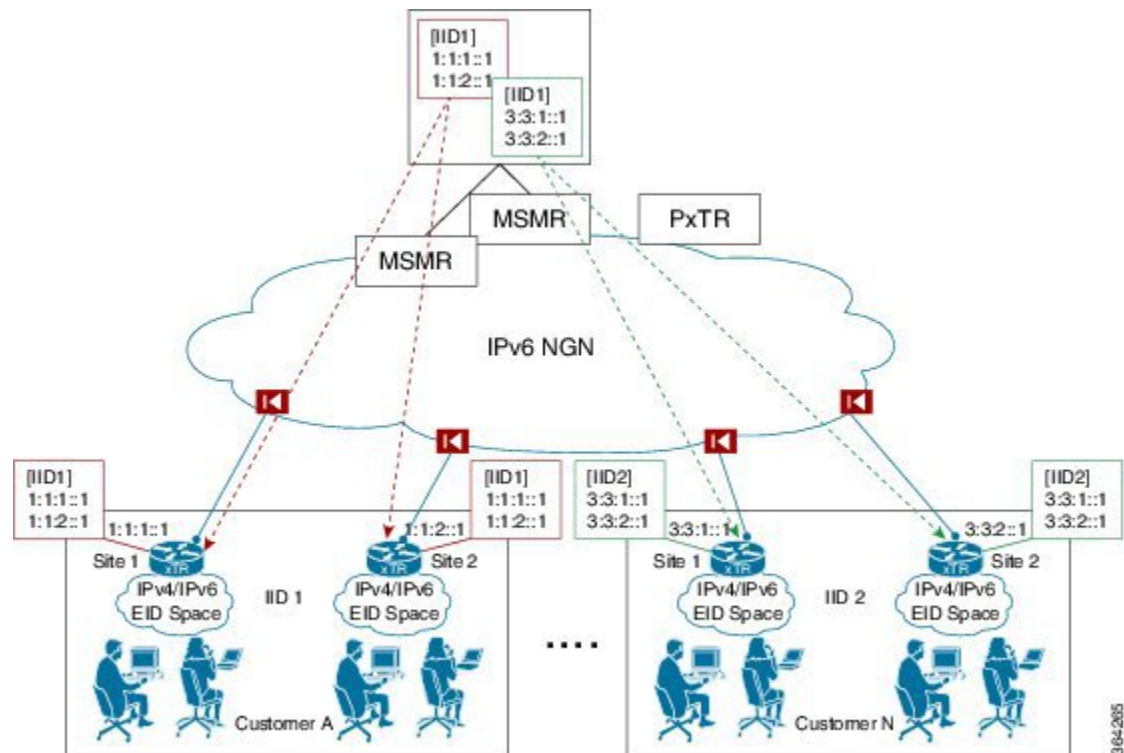 [IID1]
1:1:1::1
1:1:2::1
[IID1]
3:3:1::1
3:3:2::1
MSMR
PxTR
MSMR
IPv6 NGN
[IID1]
1:1:1::1
1:1:2::1
1:1:1::1
[IID1]
1:1:1::1
1:1:2::1
1:1:2::1
[IID2]
3:3:1::1
3:3:2::1
3:3:1::1
[IID2]
3:3:1::1
3:3:2::1
3:3:2::1
Site 1
xTR
xTR
Site 2
Site 1
xTR
xTR
Site 2
IPv4/IPv6
EID Space
IID 1
IPv4/IPv6
EID Space
IPv4/IPv6
EID Space
IID 2
IPv4/IPv6
EID Space
....
Customer A
Customer N
364265